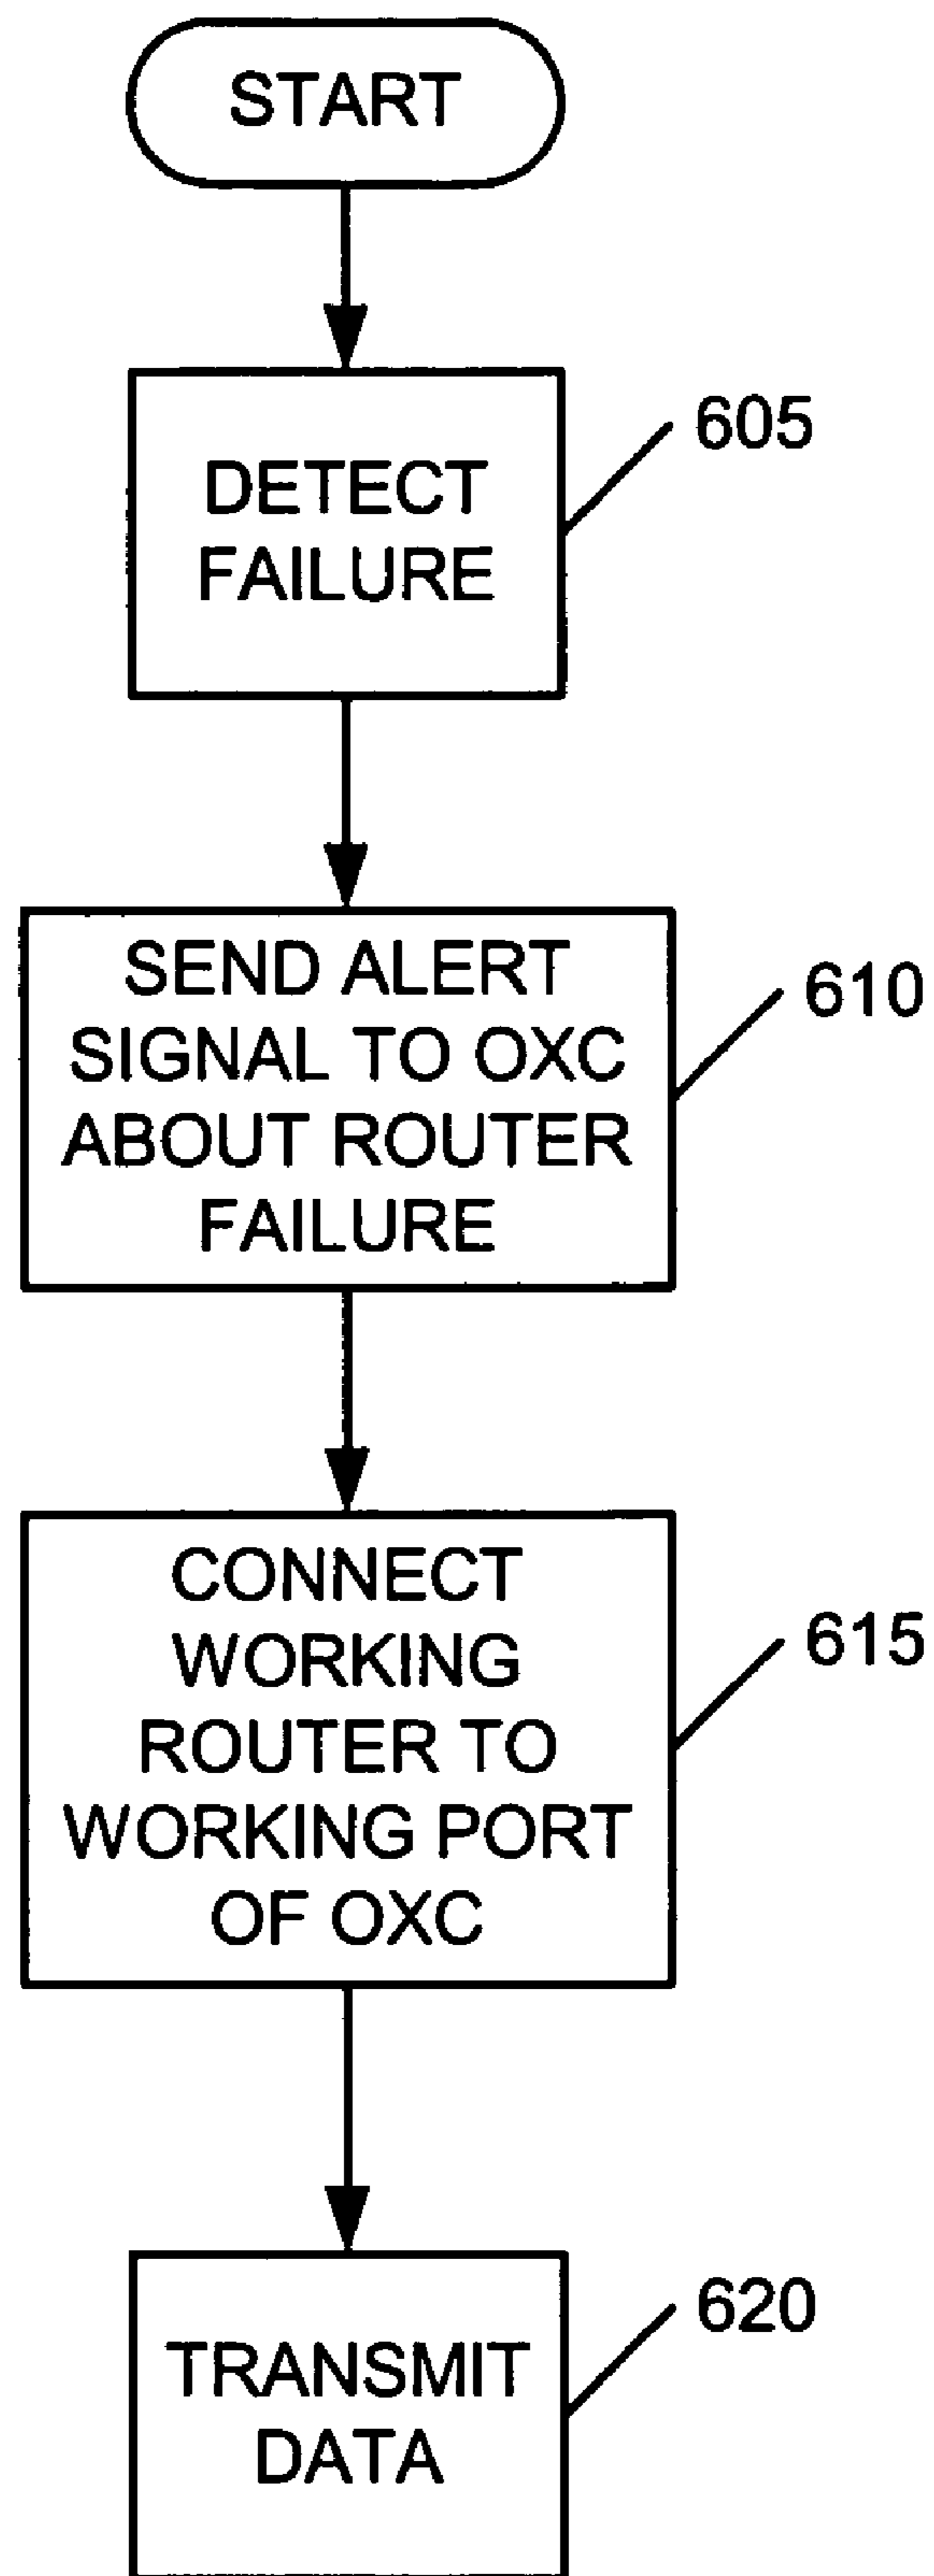 START
DETECT
FAILURE
605
SEND ALERT
SIGNAL TO OXC
ABOUT ROUTER
FAILURE
610
CONNECT
WORKING
ROUTER TO
WORKING PORT
OF OXC
615
TRANSMIT
DATA
620